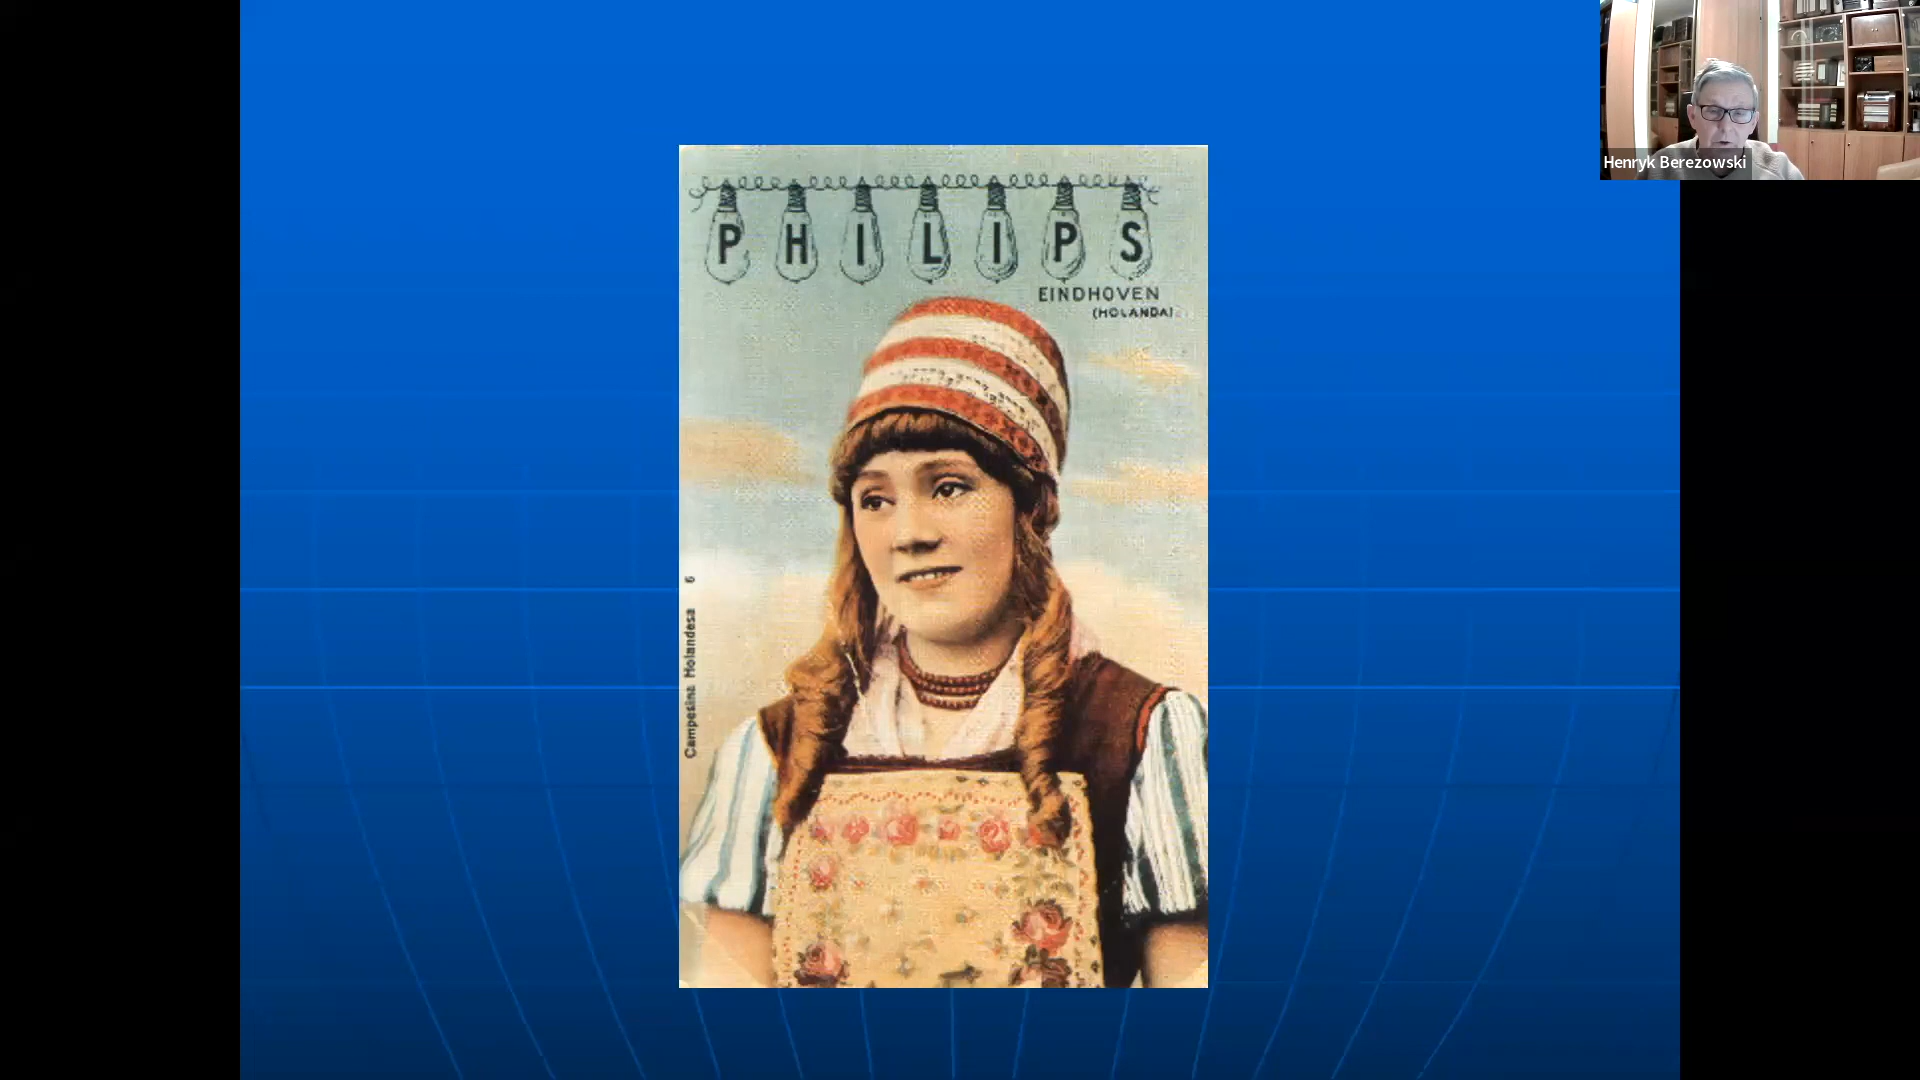 PHILIPS
EINDHOVEN
(HOLANDA)
Campesina Holandesa 6
Henryk Berezowski